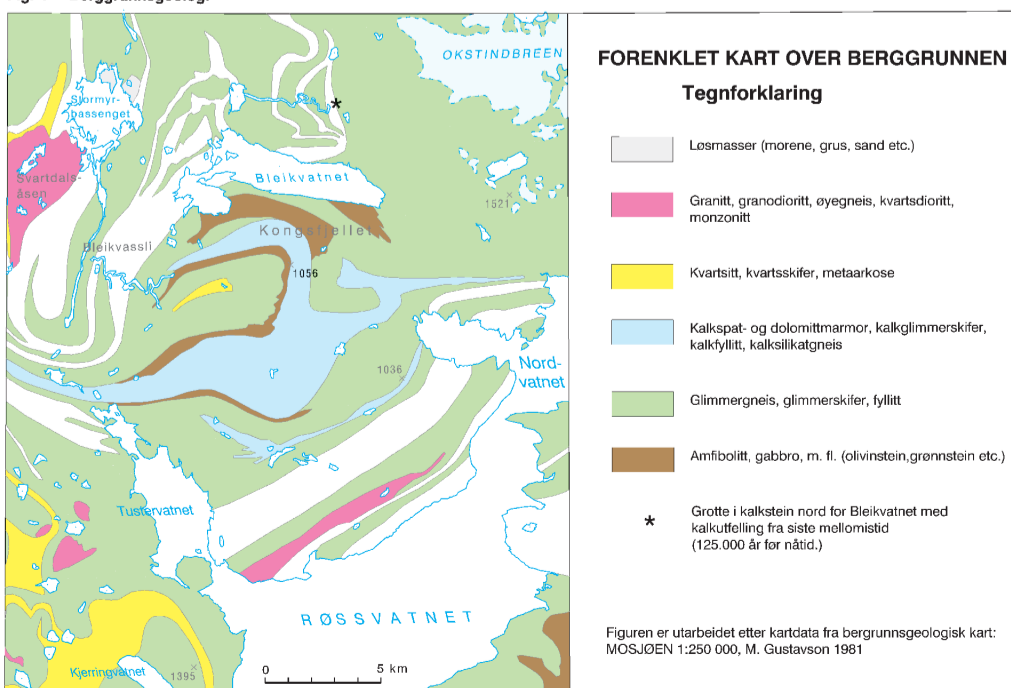 FORENKLET KART OVER BERGGRUNNEN
Tegnforklaring
Løsmasser (morene, grus, sand etc.)
Granitt, granodioritt, øyegneis, kvartsdioritt,
monzonitt
Kvartsitt, kvartsskifer, metaarkose
Kalkspat- og dolomittmarmor, kalkglimmerskifer,
kalkfyllitt, kalksilikatgneis
Glimmergneis, glimmerskifer, fyllitt
Amfibolitt, gabbro, m. fl. (olivinstein,grønnstein etc.)
* Grotte i kalkstein nord for Bleikvatnet med
kalkutfelling fra siste mellomistid
(125.000 år før nåtid.)
Figuren er utarbeidet etter kartdata fra bergrunnsgeologisk kart:
MOSJØEN 1:250 000, M. Gustavson 1981
OKSTINDBREEN
Stormyr-
bassenget
*
Svartdals-
åsen
Bleikvatnet
1521
Kongsfjellet
Bleikvassli
1056
Nord-
vatnet
1036
Tustervatnet
RØSSVATNET
Kjerringvatnet
1395
0 5 km